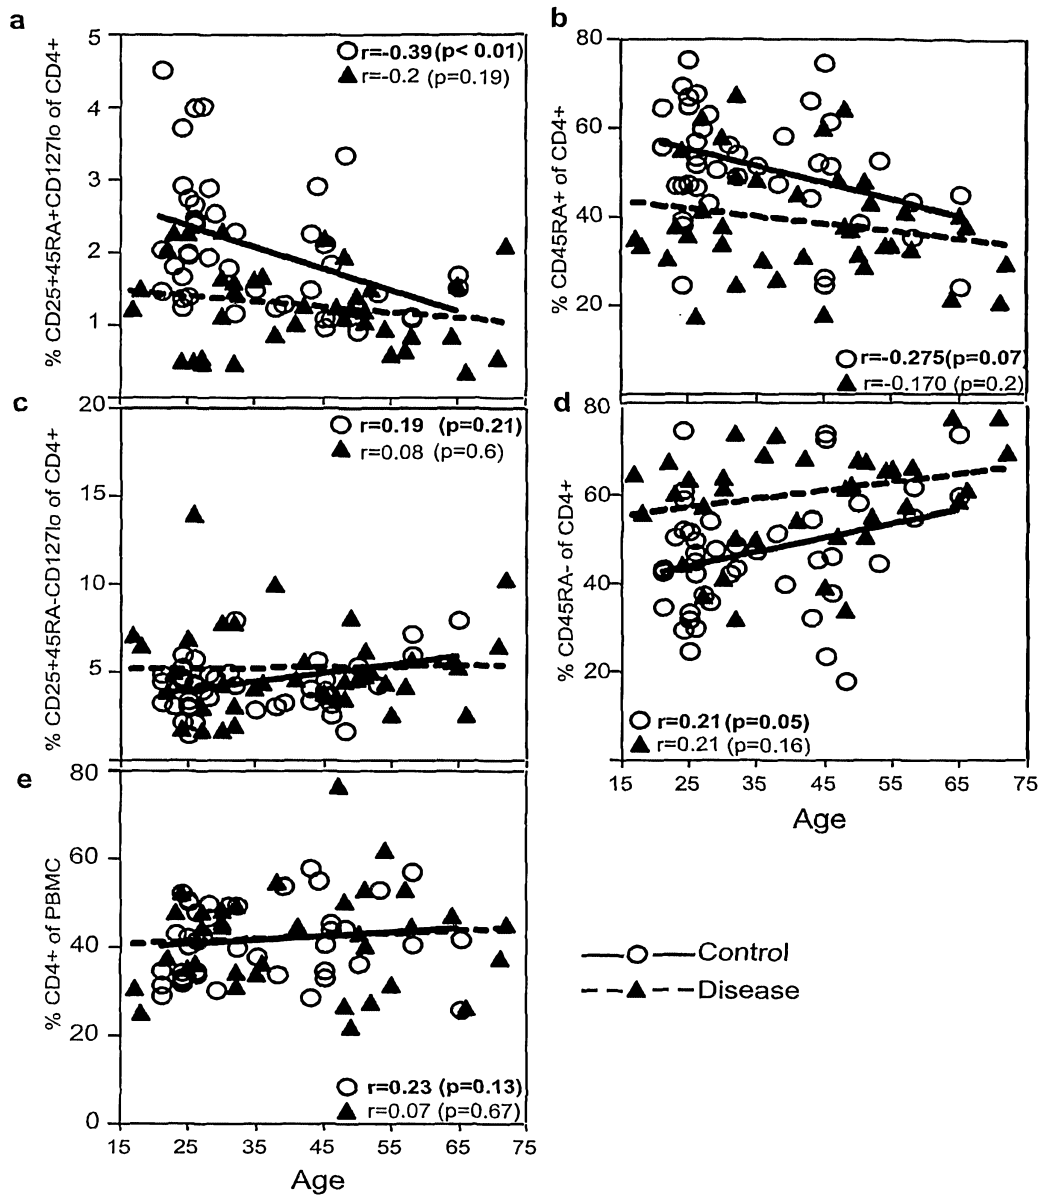 a
% CD25+45RA+CD127lo of CD4+
5
4
3
2
1
r=-0.39(p< 0.01)
r=-0.2 (p=0.19)
b
% CD45RA+ of CD4+
80
60
40
20
r=-0.275(p=0.07)
r=-0.170 (p=0.2)
c
% CD25+45RA-CD127lo of CD4+
20
15
10
5
r=0.19 (p=0.21)
r=0.08 (p=0.6)
d
% CD45RA- of CD4+
80
60
40
20
r=0.21 (p=0.05)
r=0.21 (p=0.16)
15 25 35 45 55 65 75
Age
e
% CD4+ of PBMC
80
60
40
20
0
r=0.23 (p=0.13)
r=0.07 (p=0.67)
15 25 35 45 55 65 75
Age
Control
Disease